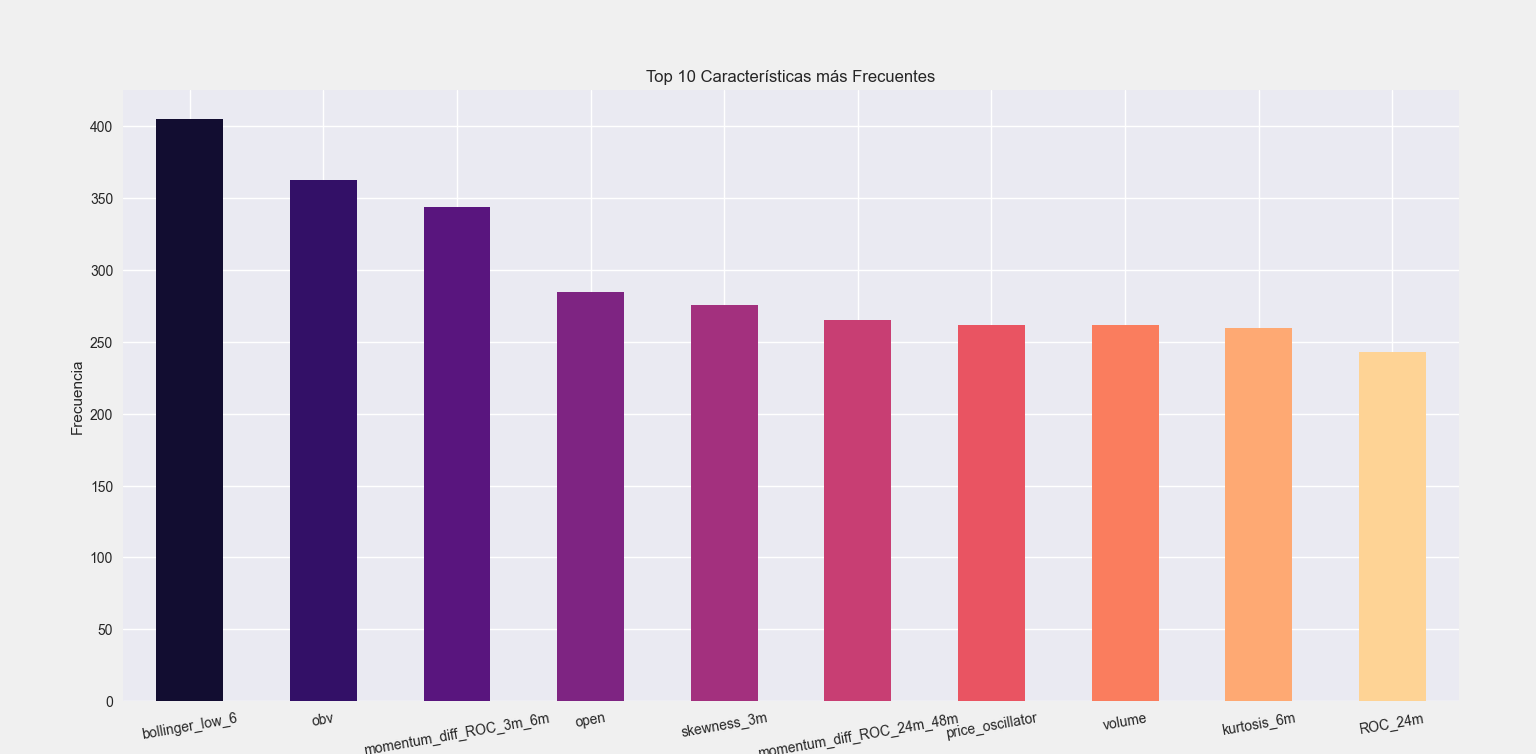 Top 10 Características más Frecuentes
400
350
300
250
200
150
100
50
0
Frecuencia
bollinger_low_6
obv
momentum_diff_ROC_3m_6m
open
skewness_3m
momentum_diff_ROC_24m_48m
price_oscillator
volume
kurtosis_6m
ROC_24m